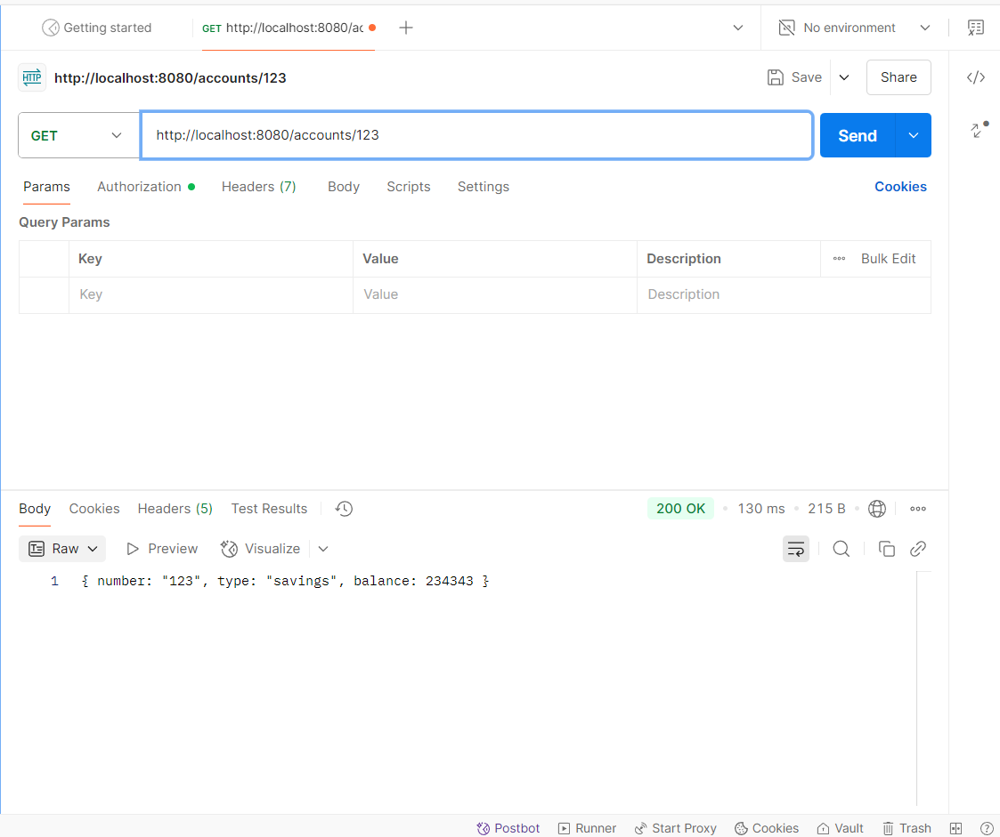 Getting started
GET http://localhost:8080/ac
No environment
HTTP http://localhost:8080/accounts/123
Save
Share
GET
http://localhost:8080/accounts/123
Send
Params Authorization Headers (7) Body Scripts Settings Cookies
Query Params
Key Value Description Bulk Edit
Key Value Description
Body Cookies Headers (5) Test Results 200 OK 130 ms 215 B
Raw Preview Visualize
1 { number: "123", type: "savings", balance: 234343 }
Postbot Runner Start Proxy Cookies Vault Trash